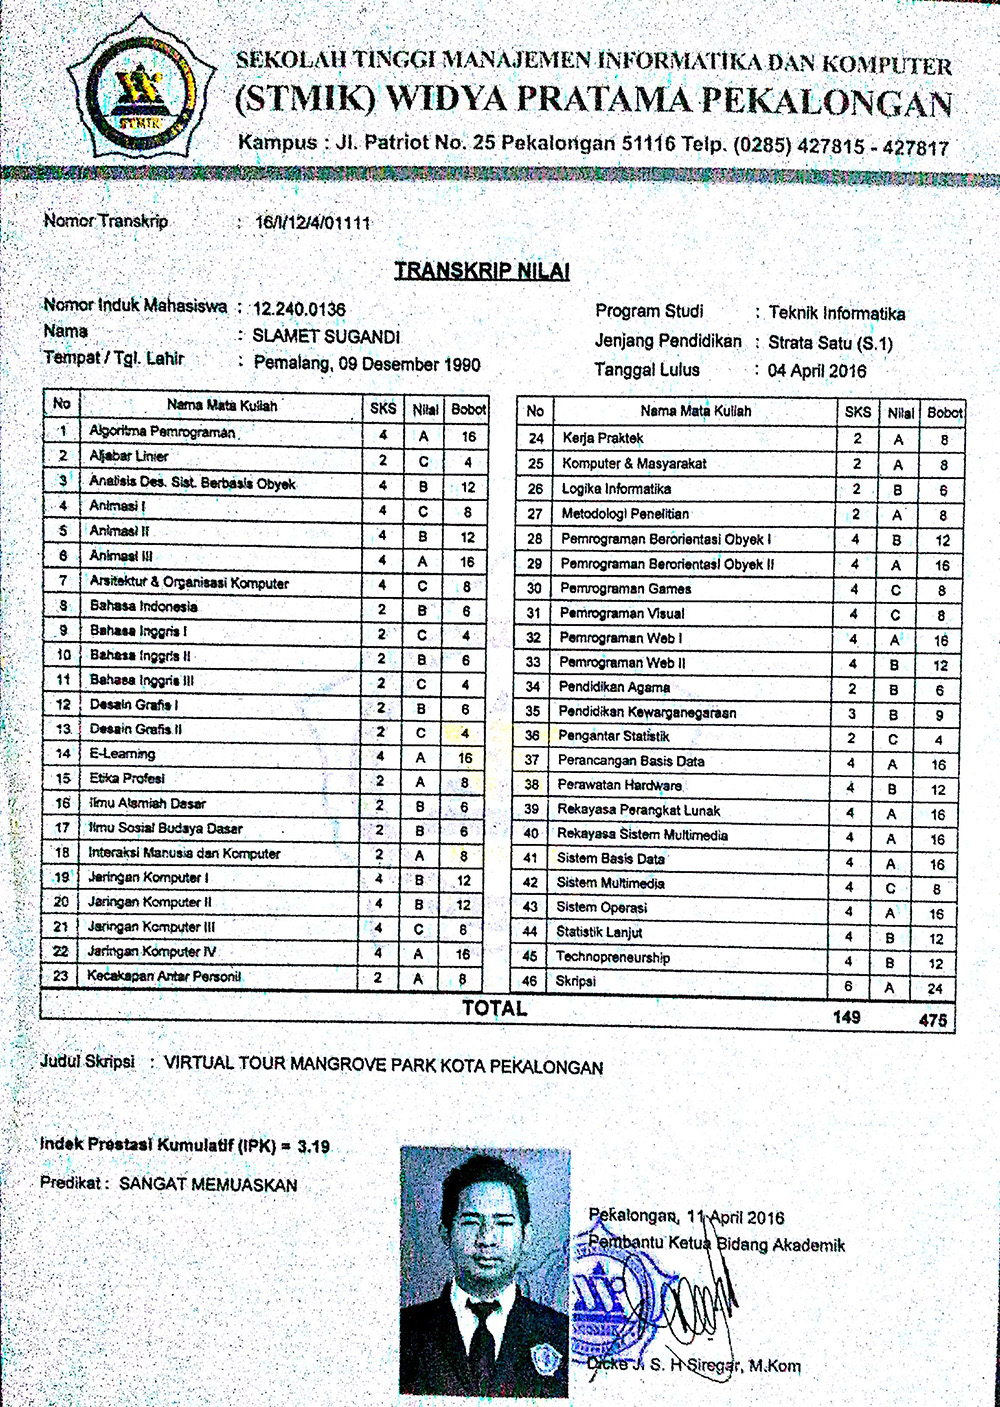 STMIK
SEKOLAH TINGGI MANAJEMEN INFORMATIKA DAN KOMPUTER
(STMIK) WIDYA PRATAMA PEKALONGAN
Kampus : Jl. Patriot No. 25 Pekalongan 51116 Telp. (0285) 427815 - 427817
Nomor Transkrip : 16/I/12/4/01111
TRANSKRIP NILAI
Nomor Induk Mahasiswa : 12.240.0136
Nama : SLAMET SUGANDI
Tempat / Tgl. Lahir : Pemalang, 09 Desember 1990
Program Studi : Teknik Informatika
Jenjang Pendidikan : Strata Satu (S.1)
Tanggal Lulus : 04 April 2016
No Nama Mata Kuliah SKS Nilai Bobot
1 Algoritma Pemrograman 4 A 16
2 Aljabar Linier 2 C 4
3 Analisis Des. Sist. Berbasis Obyek 4 B 12
4 Animasi I 4 C 8
5 Animasi II 4 B 12
6 Animasi III 4 A 16
7 Arsitektur & Organisasi Komputer 4 C 8
8 Bahasa Indonesia 2 B 6
9 Bahasa Inggris I 2 C 4
10 Bahasa Inggris II 2 B 6
11 Bahasa Inggris III 2 C 4
12 Desain Grafis I 2 B 6
13 Desain Grafis II 2 C 4
14 E-Learning 4 A 16
15 Etika Profesi 2 A 8
16 Ilmu Alamiah Dasar 2 B 6
17 Ilmu Sosial Budaya Dasar 2 B 6
18 Interaksi Manusia dan Komputer 2 A 8
19 Jaringan Komputer I 4 B 12
20 Jaringan Komputer II 4 B 12
21 Jaringan Komputer III 4 C 8
22 Jaringan Komputer IV 4 A 16
23 Kecakapan Antar Personil 2 A 8
No Nama Mata Kuliah SKS Nilai Bobot
24 Kerja Praktek 2 A 8
25 Komputer & Masyarakat 2 A 8
26 Logika Informatika 2 B 6
27 Metodologi Penelitian 2 A 8
28 Pemrograman Berorientasi Obyek I 4 B 12
29 Pemrograman Berorientasi Obyek II 4 A 16
30 Pemrograman Games 4 C 8
31 Pemrograman Visual 4 C 8
32 Pemrograman Web I 4 A 16
33 Pemrograman Web II 4 B 12
34 Pendidikan Agama 2 B 6
35 Pendidikan Kewarganegaraan 3 B 9
36 Pengantar Statistik 2 C 4
37 Perancangan Basis Data 4 A 16
38 Perawatan Hardware 4 B 12
39 Rekayasa Perangkat Lunak 4 A 16
40 Rekayasa Sistem Multimedia 4 A 16
41 Sistem Basis Data 4 A 16
42 Sistem Multimedia 4 C 8
43 Sistem Operasi 4 A 16
44 Statistik Lanjut 4 B 12
45 Technopreneurship 4 B 12
46 Skripsi 6 A 24
TOTAL 149 475
Judul Skripsi : VIRTUAL TOUR MANGROVE PARK KOTA PEKALONGAN
Indek Prestasi Kumulatif (IPK) = 3.19
Predikat : SANGAT MEMUASKAN
Pekalongan, 11 April 2016
Pembantu Ketua Bidang Akademik
Dicke J. S. H Siregar, M.Kom